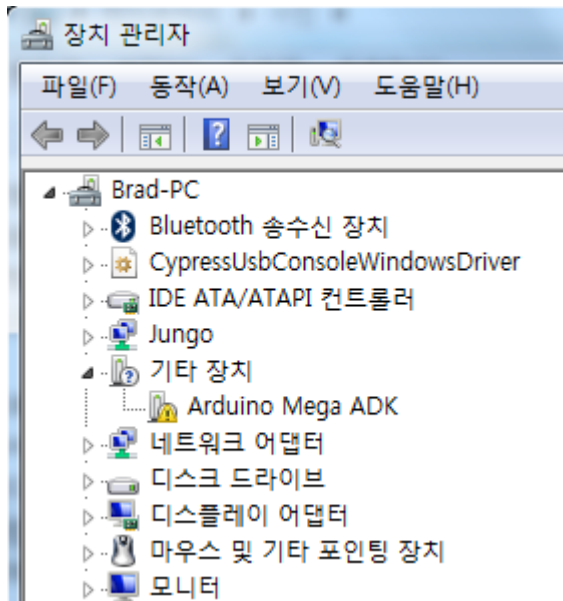 장치 관리자
파일(F) 동작(A) 보기(V) 도움말(H)
Brad-PC
Bluetooth 송수신 장치
CypressUsbConsoleWindowsDriver
IDE ATA/ATAPI 컨트롤러
Jungo
기타 장치
Arduino Mega ADK
네트워크 어댑터
디스크 드라이브
디스플레이 어댑터
마우스 및 기타 포인팅 장치
모니터